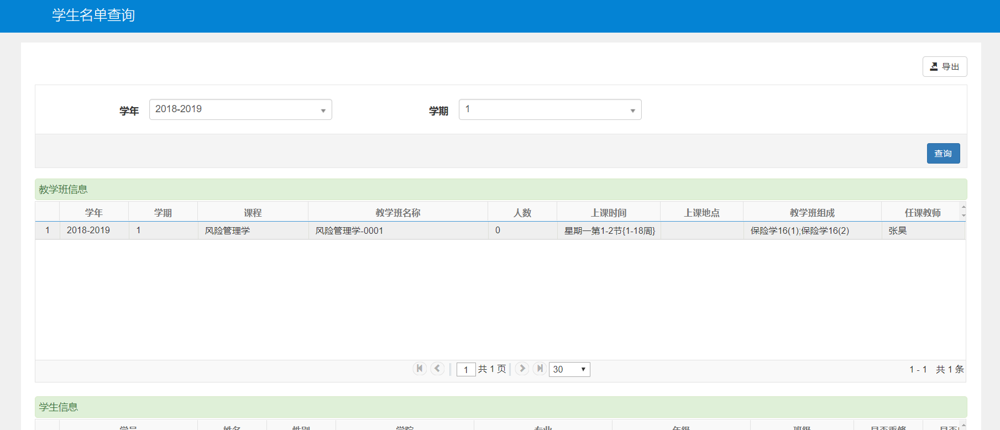 学生名单查询
导出
学年 2018-2019 学期 1
查询
教学班信息
学年 学期 课程 教学班名称 人数 上课时间 上课地点 教学班组成 任课教师
1 2018-2019 1 风险管理学 风险管理学-0001 0 星期一第1-2节{1-18周} 保险学16(1);保险学16(2) 张昊
1 共 1 页 30 1 - 1 共 1 条
学生信息
学号 姓名 性别 学院 专业 年级 班级 是否重修